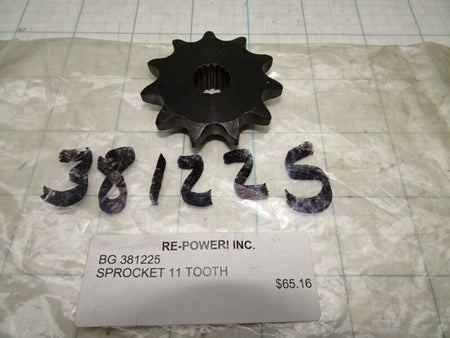 381225
RE-POWER! INC.
BG 381225
SPROCKET 11 TOOTH
$65.16